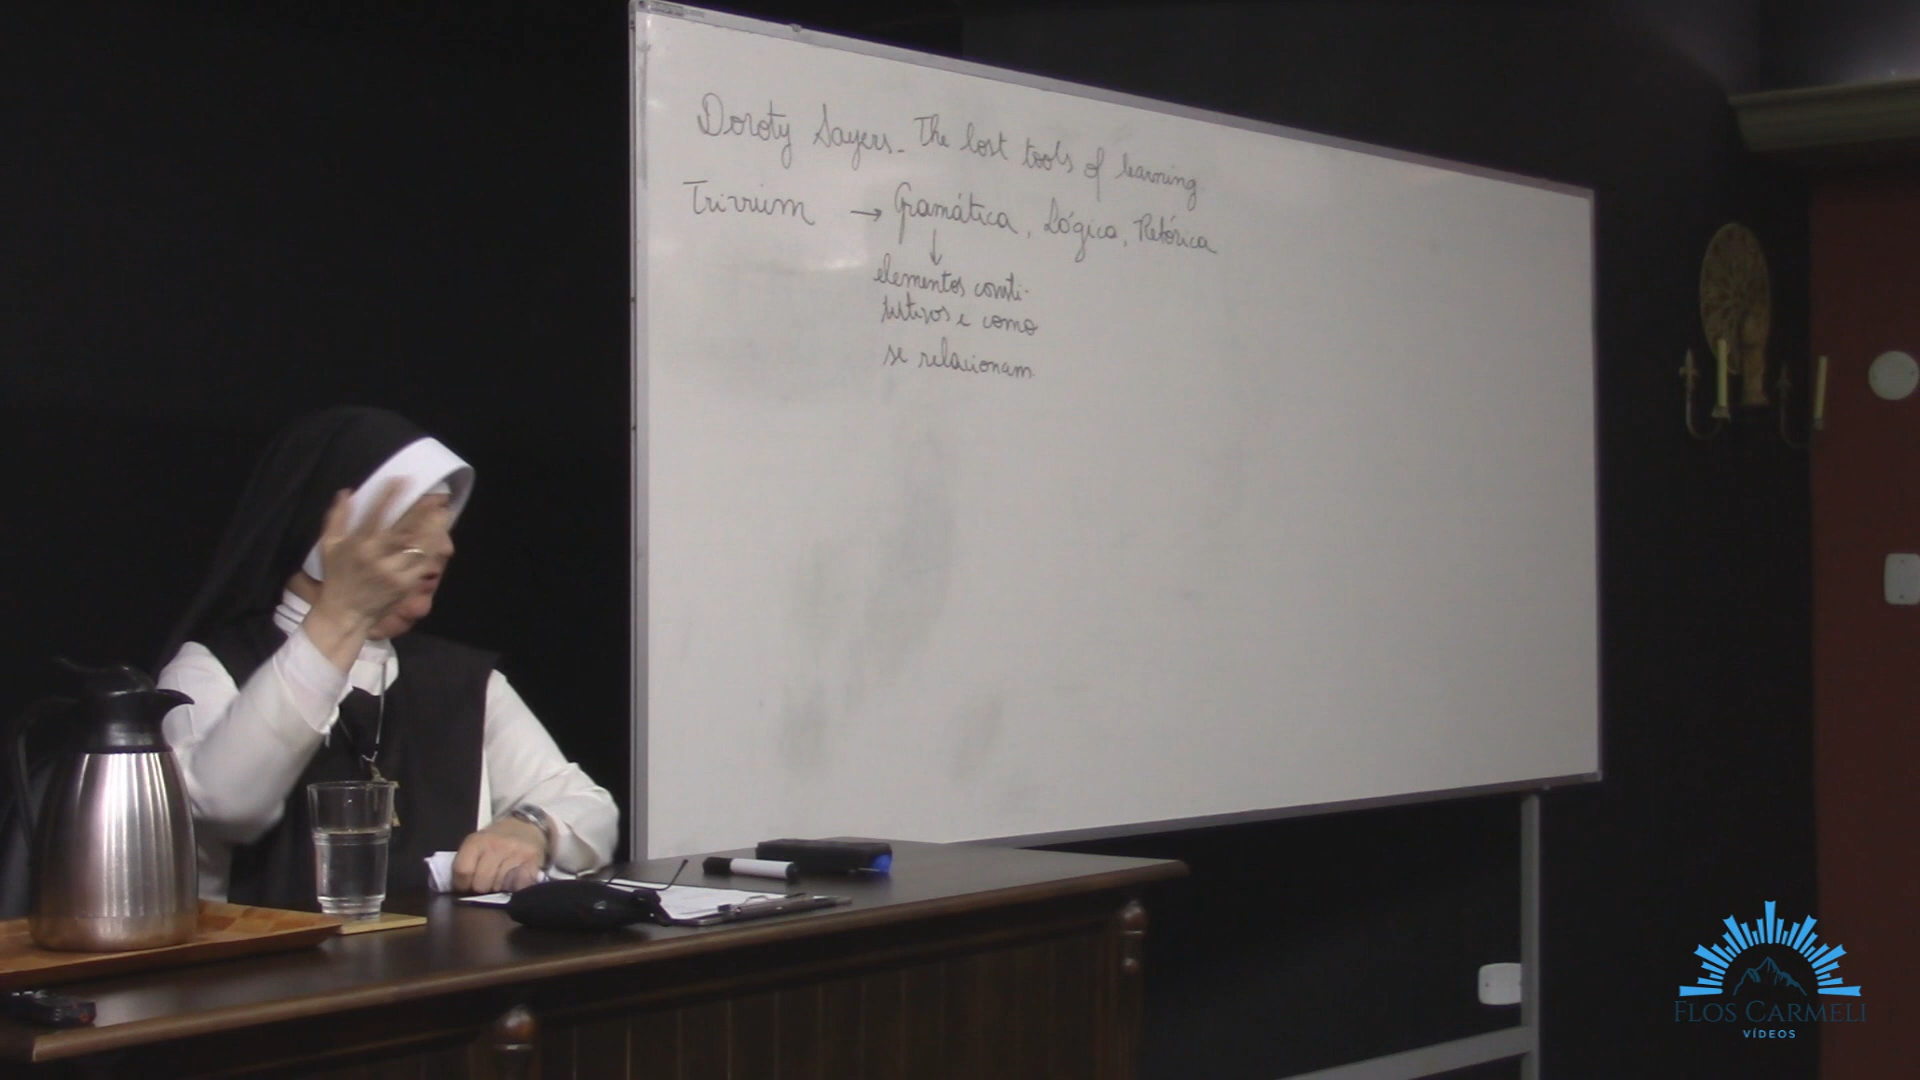 Doroty Sayers - The lost tools of learning
Trivium → Gramática, Lógica, Retórica
↓
elementos consti-
tutivos e como
se relacionam
FLOS CARMELI
VÍDEOS